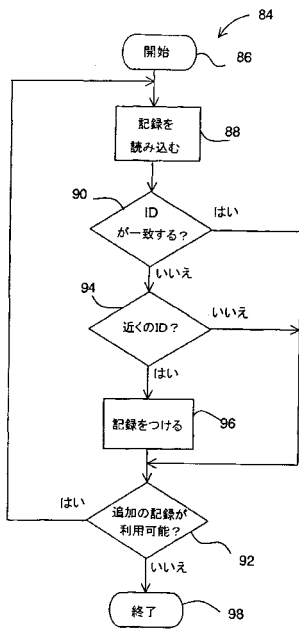 84
開始
86
記録を
読み込む
88
90
ID
が一致する?
はい
いいえ
94
近くのID?
いいえ
はい
記録をつける
96
はい
追加の記録が
利用可能?
92
いいえ
終了
98